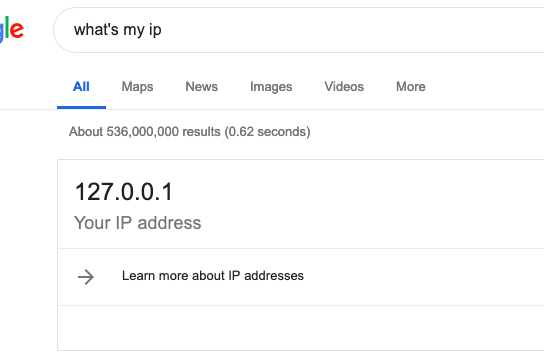 gle
what's my ip
All Maps News Images Videos More
About 536,000,000 results (0.62 seconds)
127.0.0.1
Your IP address
Learn more about IP addresses